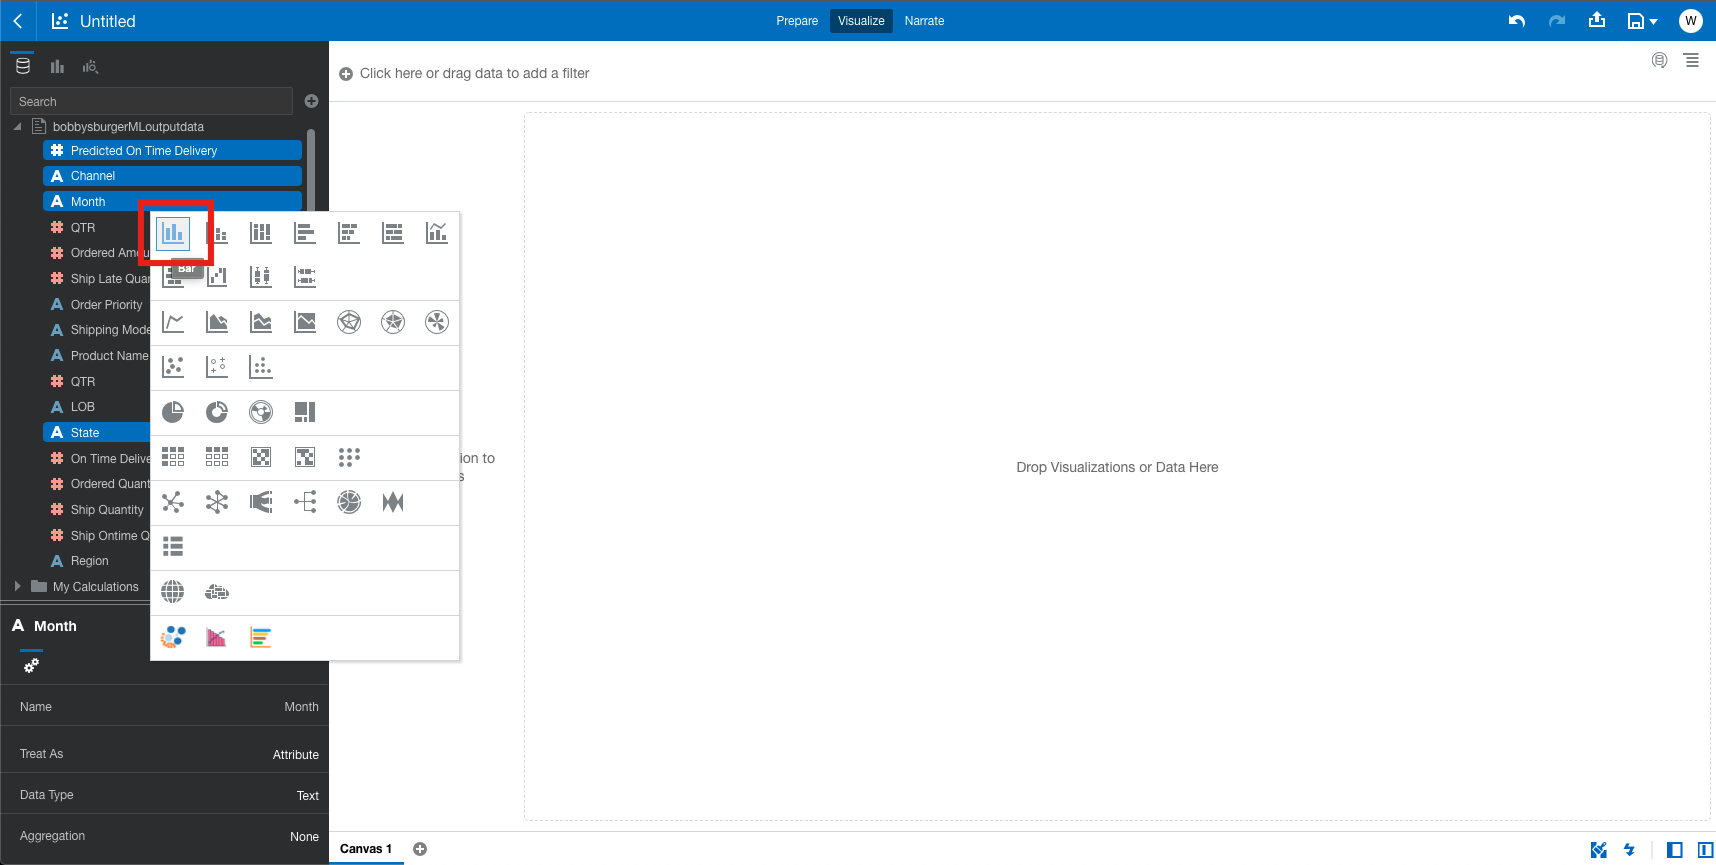 Untitled
Prepare
Visualize
Narrate
W
Search
Click here or drag data to add a filter
bobbysburgerMLoutputdata
# Predicted On Time Delivery
A Channel
A Month
# QTR
# Ordered Amou
# Ship Late Quan
A Order Priority
A Shipping Mode
A Product Name
# QTR
A LOB
A State
# On Time Delive
# Ordered Quant
# Ship Quantity
# Ship Ontime Q
A Region
My Calculations
Bar
ion to
s
Drop Visualizations or Data Here
A Month
Name Month
Treat As Attribute
Data Type Text
Aggregation None
Canvas 1